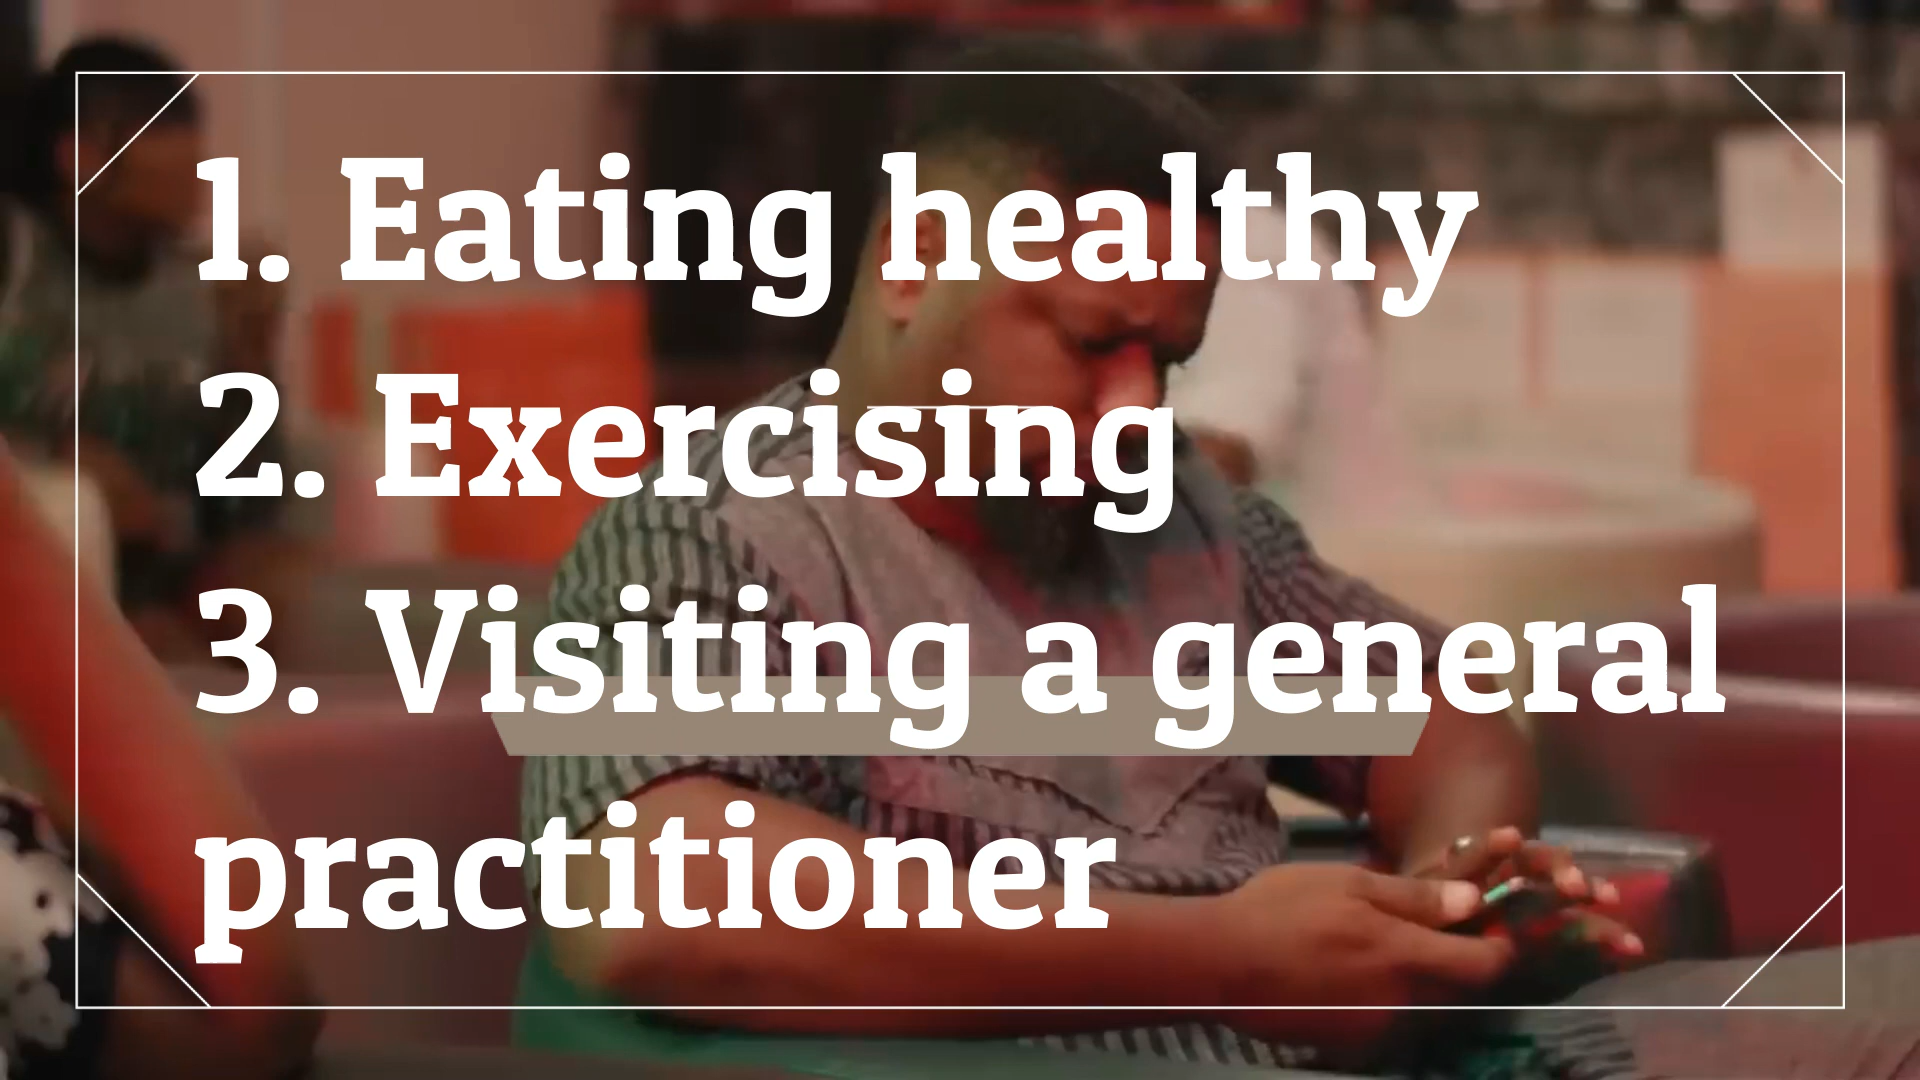 1. Eating healthy
2. Exercising
3. Visiting a general
practitioner